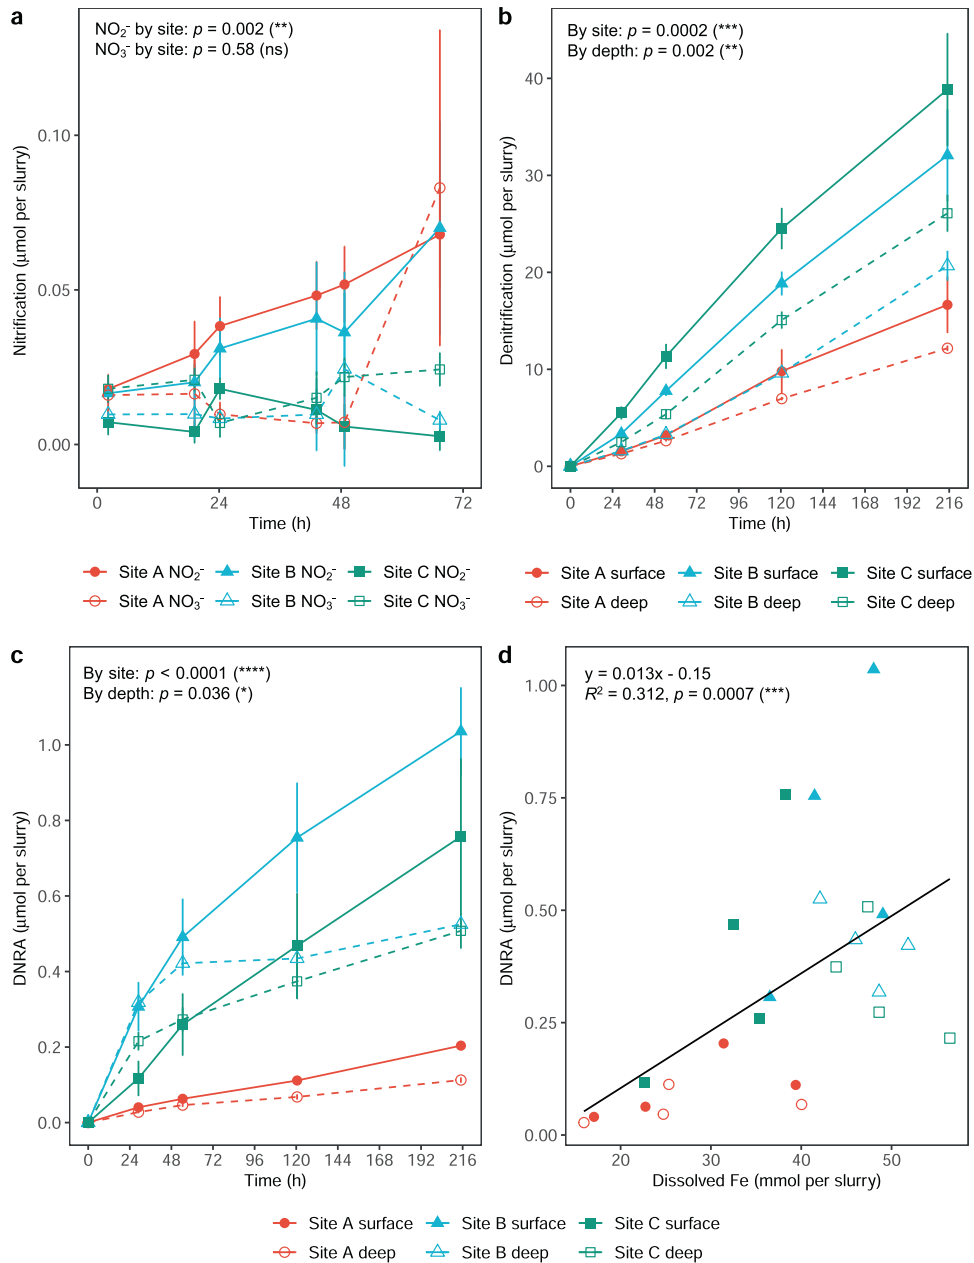 a
NO₂⁻ by site: p = 0.002 (**)
NO₃⁻ by site: p = 0.58 (ns)
Nitrification (μmol per slurry)
0.10
0.05
0.00
0 24 48 72
Time (h)
Site A NO₂⁻ Site B NO₂⁻ Site C NO₂⁻
Site A NO₃⁻ Site B NO₃⁻ Site C NO₃⁻
b
By site: p = 0.0002 (***)
By depth: p = 0.002 (**)
Denitrification (μmol per slurry)
40
30
20
10
0
0 24 48 72 96 120 144 168 192 216
Time (h)
Site A surface Site B surface Site C surface
Site A deep Site B deep Site C deep
c
By site: p < 0.0001 (****)
By depth: p = 0.036 (*)
DNRA (μmol per slurry)
1.0
0.8
0.6
0.4
0.2
0.0
0 24 48 72 96 120 144 168 192 216
Time (h)
d
y = 0.013x - 0.15
R² = 0.312, p = 0.0007 (***)
DNRA (μmol per slurry)
1.00
0.75
0.50
0.25
0.00
20 30 40 50
Dissolved Fe (mmol per slurry)
Site A surface Site B surface Site C surface
Site A deep Site B deep Site C deep